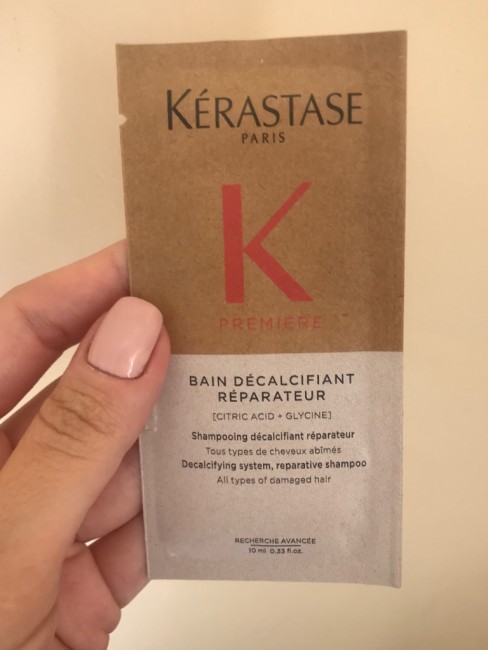 KÉRASTASE
PARIS
K
PREMIÈRE
BAIN DÉCALCIFIANT
RÉPARATEUR
[CITRIC ACID + GLYCINE]
Shampooing décalcifiant réparateur
Tous types de cheveux abîmés
Decalcifying system, reparative shampoo
All types of damaged hair
RECHERCHE AVANCÉE
10 ml 0.33 fl.oz.